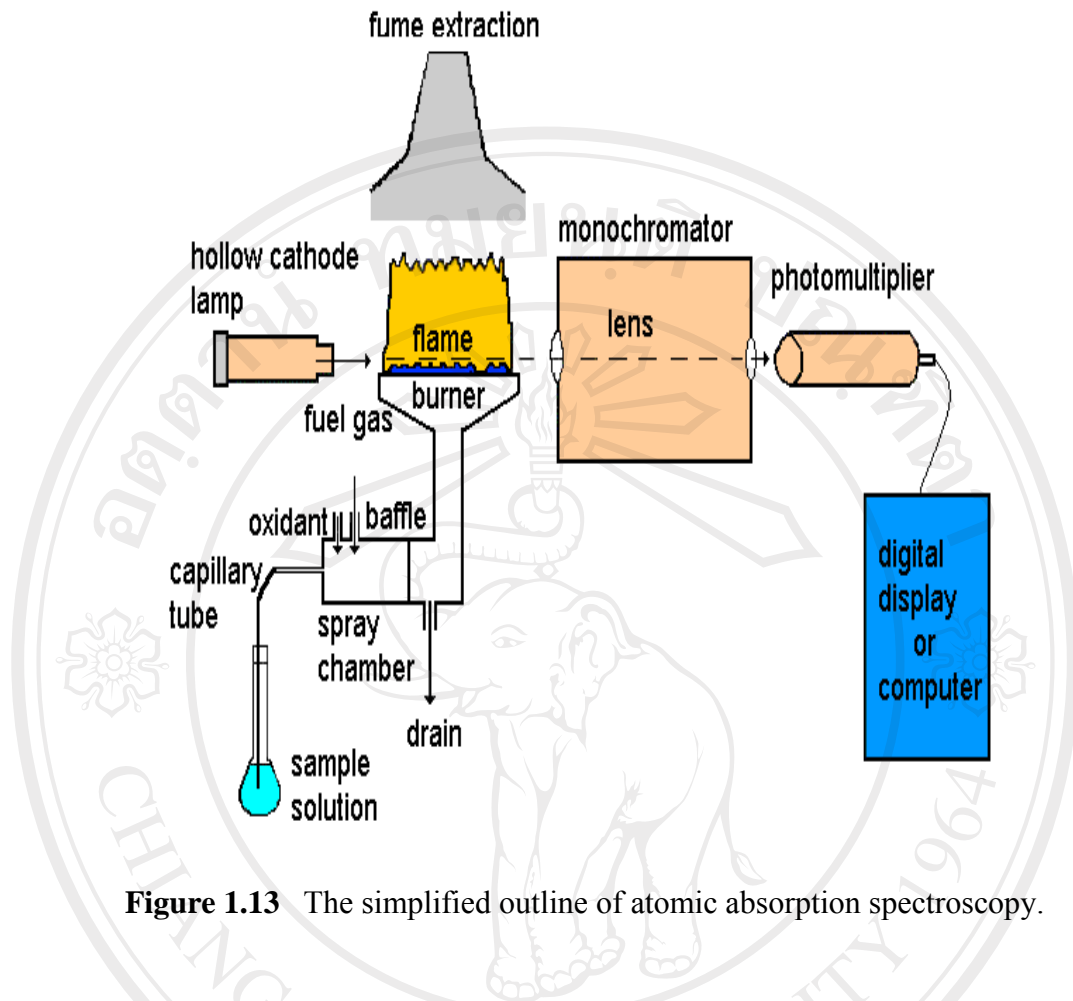 fume extraction
hollow cathode
lamp
monochromator
photomultiplier
lens
flame
burner
fuel gas
oxidant
baffle
capillary
tube
spray
chamber
drain
sample
solution
digital
display
or
computer
Figure 1.13 The simplified outline of atomic absorption spectroscopy.
1964